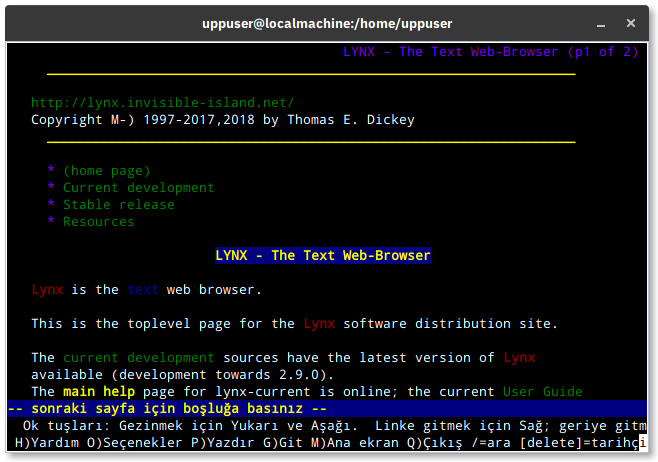 uppuser@localmachine:/home/uppuser
LYNX - The Text Web-Browser (p1 of 2)
http://lynx.invisible-island.net/
Copyright M-) 1997-2017,2018 by Thomas E. Dickey
* (home page)
* Current development
* Stable release
* Resources
LYNX - The Text Web-Browser
Lynx is the text web browser.
This is the toplevel page for the Lynx software distribution site.
The current development sources have the latest version of Lynx
available (development towards 2.9.0).
The main help page for lynx-current is online; the current User Guide
-- sonraki sayfa için boşluğa basınız --
Ok tuşları: Gezinmek için Yukarı ve Aşağı. Linke gitmek için Sağ; geriye gitm
H)Yardım O)Seçenekler P)Yazdır G)Git M)Ana ekran Q)Çıkış /=ara [delete]=tarihçi